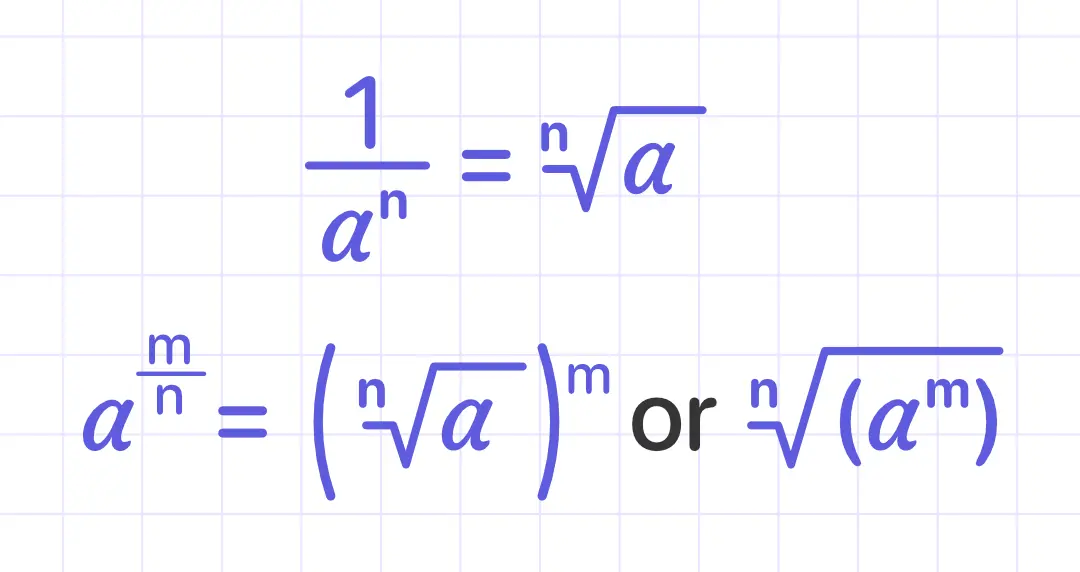 1/aⁿ = ⁿ√a
a^(m/n) = (ⁿ√a)^m or ⁿ√(a^m)